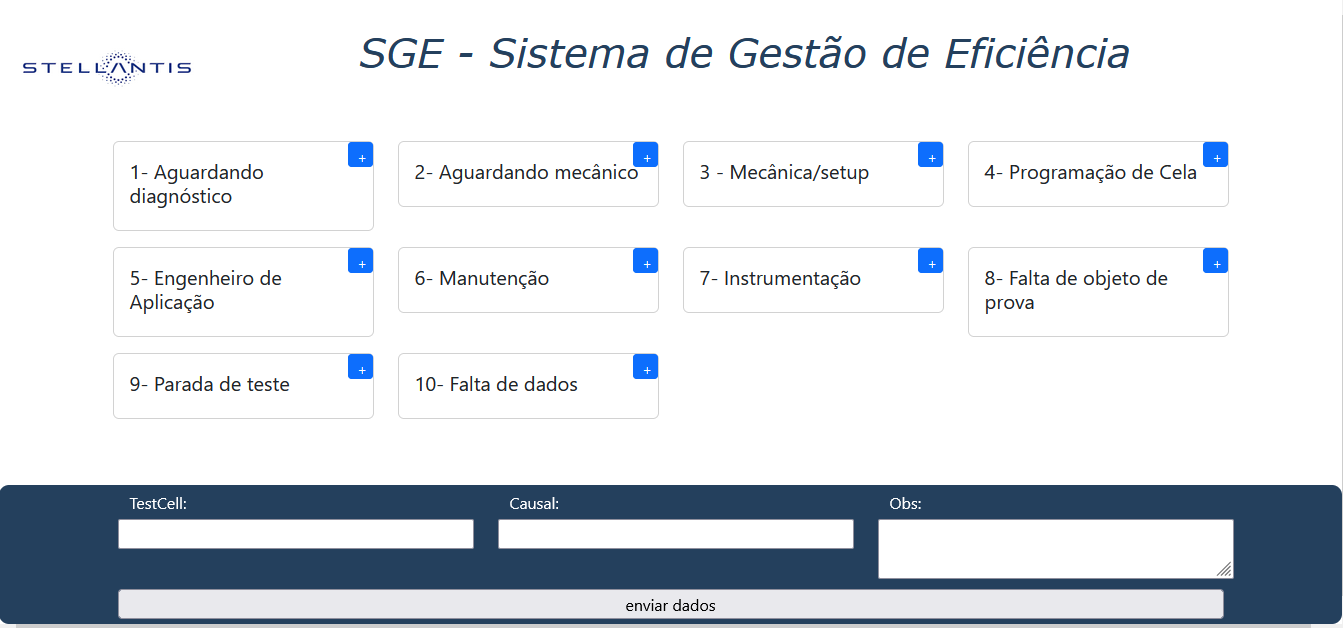 SGE - Sistema de Gestão de Eficiência
STELLANTIS
+
+
+
+
1- Aguardando
diagnóstico
2- Aguardando mecânico
3 - Mecânica/setup
4- Programação de Cela
+
+
+
+
5- Engenheiro de
Aplicação
6- Manutenção
7- Instrumentação
8- Falta de objeto de
prova
+
+
9- Parada de teste
10- Falta de dados
TestCell:
Causal:
Obs:
enviar dados